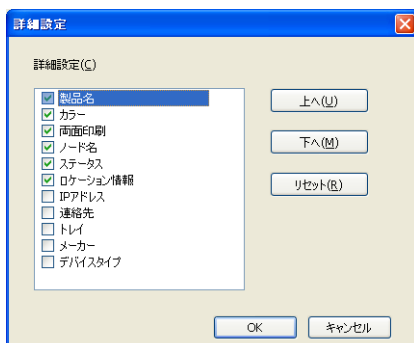 詳細設定
詳細設定(C)
製品名
カラー
両面印刷
ノード名
ステータス
ロケーション情報
IPアドレス
連絡先
トレイ
メーカー
デバイスタイプ
上へ(U)
下へ(M)
リセット(R)
OK
キャンセル